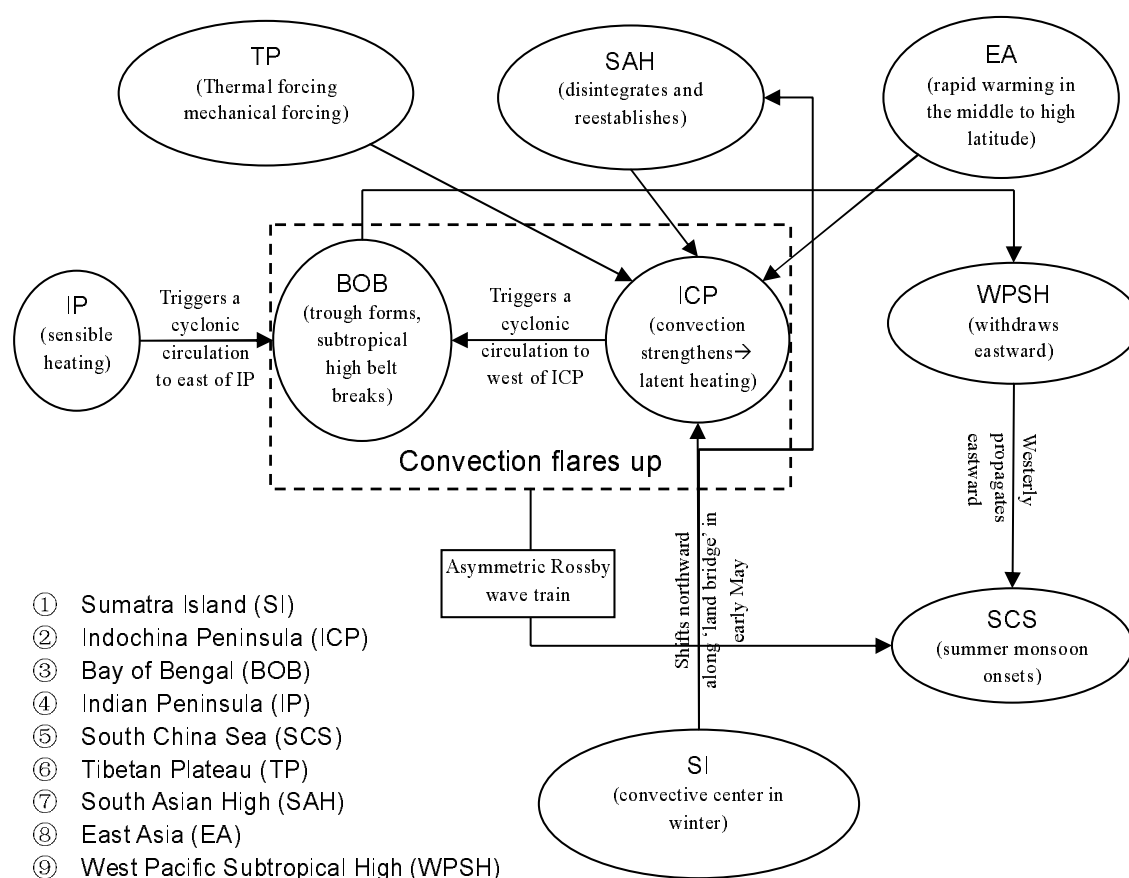 TP
(Thermal forcing
mechanical forcing)
SAH
(disintegrates and
reestablishes)
EA
(rapid warming in
the middle to high
latitude)
IP
(sensible
heating)
Triggers a
cyclonic
circulation
to east of IP
BOB
(trough forms,
subtropical
high belt
breaks)
Triggers a
cyclonic
circulation to
west of ICP
ICP
(convection
strengthens→
latent heating)
WPSH
(withdraws
eastward)
Convection flares up
Westerly
propagates
eastward
Asymmetric Rossby
wave train
Shifts northward
along ‘land bridge’ in
early May
SCS
(summer monsoon
onsets)
SI
(convective center in
winter)
① Sumatra Island (SI)
② Indochina Peninsula (ICP)
③ Bay of Bengal (BOB)
④ Indian Peninsula (IP)
⑤ South China Sea (SCS)
⑥ Tibetan Plateau (TP)
⑦ South Asian High (SAH)
⑧ East Asia (EA)
⑨ West Pacific Subtropical High (WPSH)